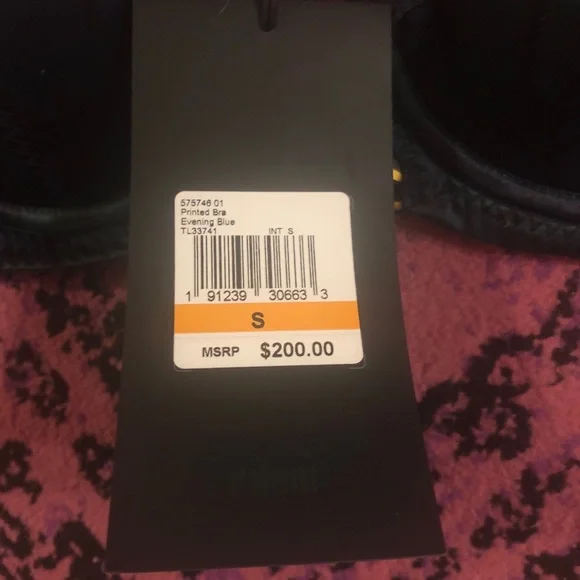 575746 01
Printed Bra
Evening Blue
TL33741 INT S
1 91239 30663 3
S
MSRP $200.00